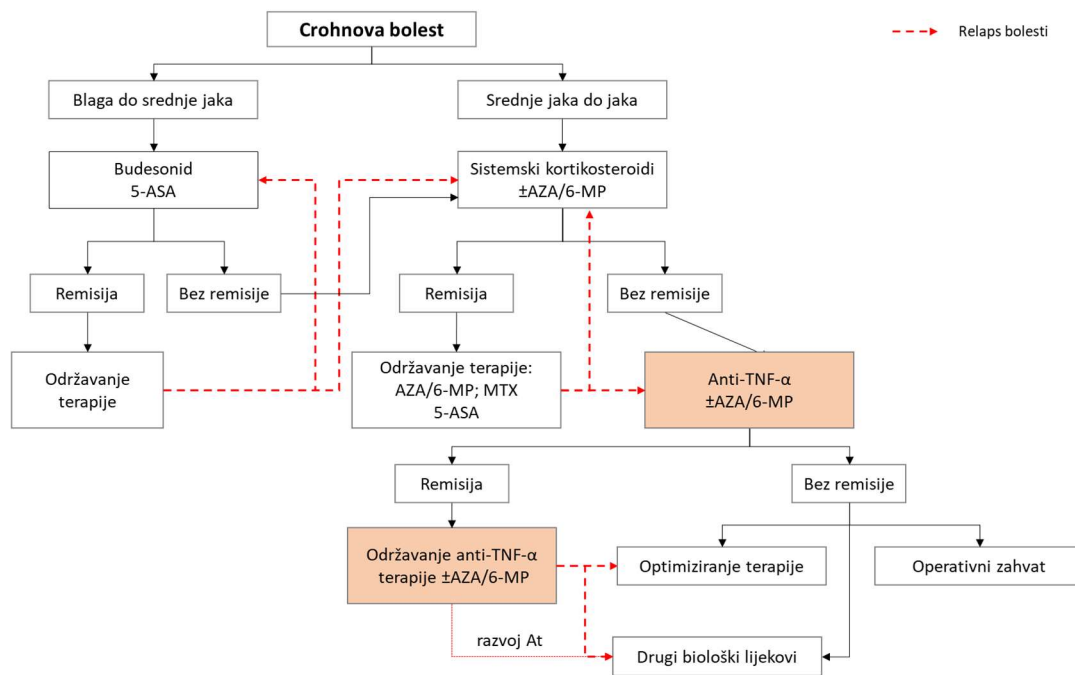 Crohnova bolest
Relaps bolesti
Blaga do srednje jaka
Srednje jaka do jaka
Budesonid
5-ASA
Sistemski kortikosteroidi
±AZA/6-MP
Remisija
Bez remisije
Remisija
Bez remisije
Održavanje
terapije
Održavanje terapije:
AZA/6-MP; MTX
5-ASA
Anti-TNF-α
±AZA/6-MP
Remisija
Bez remisije
Održavanje anti-TNF-α
terapije ±AZA/6-MP
Optimiziranje terapije
Operativni zahvat
razvoj At
Drugi biološki lijekovi